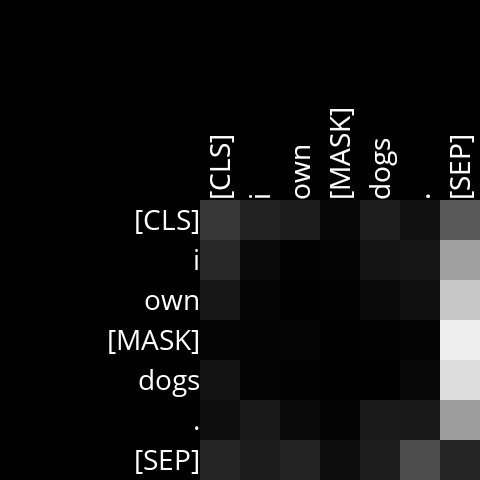 [CLS] i own [MASK] dogs . [SEP]
[CLS]
i
own
[MASK]
dogs
.
[SEP]